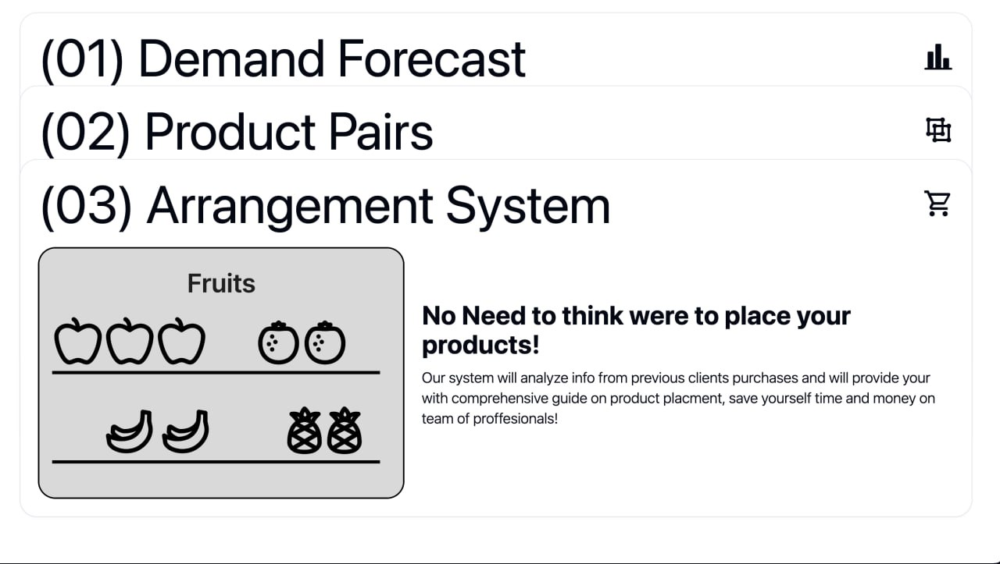 (01) Demand Forecast
(02) Product Pairs
(03) Arrangement System
Fruits
No Need to think were to place your
products!
Our system will analyze info from previous clients purchases and will provide your
with comprehensive guide on product placment, save yourself time and money on
team of proffesionals!